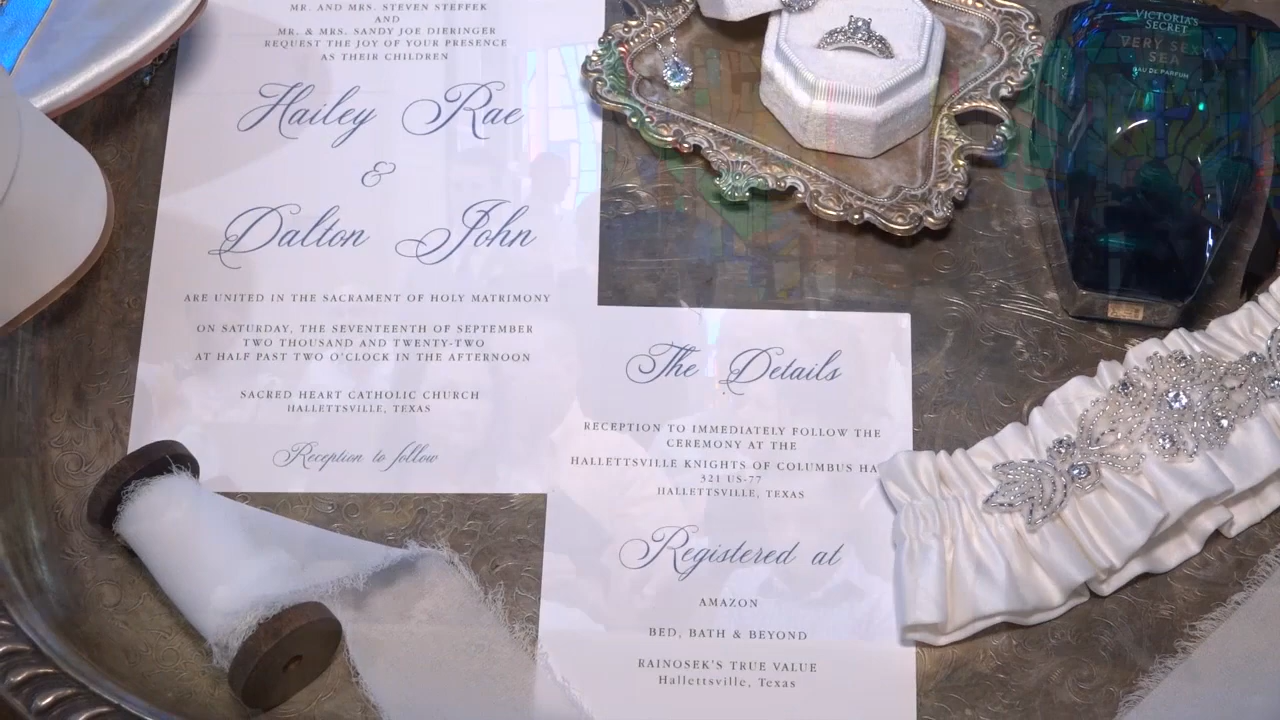 MR. AND MRS. STEVEN STEFFEK
AND
MR. & MRS. SANDY JOE DIERINGER
REQUEST THE JOY OF YOUR PRESENCE
AS THEIR CHILDREN
Hailey Rae
&
Dalton John
ARE UNITED IN THE SACRAMENT OF HOLY MATRIMONY
ON SATURDAY, THE SEVENTEENTH OF SEPTEMBER
TWO THOUSAND AND TWENTY-TWO
AT HALF PAST TWO O'CLOCK IN THE AFTERNOON
SACRED HEART CATHOLIC CHURCH
HALLETTSVILLE, TEXAS
Reception to follow
The Details
RECEPTION TO IMMEDIATELY FOLLOW THE
CEREMONY AT THE
HALLETTSVILLE KNIGHTS OF COLUMBUS HA
321 US-77
HALLETTSVILLE, TEXAS
Registered at
AMAZON
BED, BATH & BEYOND
RAINOSEK'S TRUE VALUE
Hallettsville, Texas
VICTORIA'S
SECRET
VERY SEXY
SEA
EAU DE PARFUM